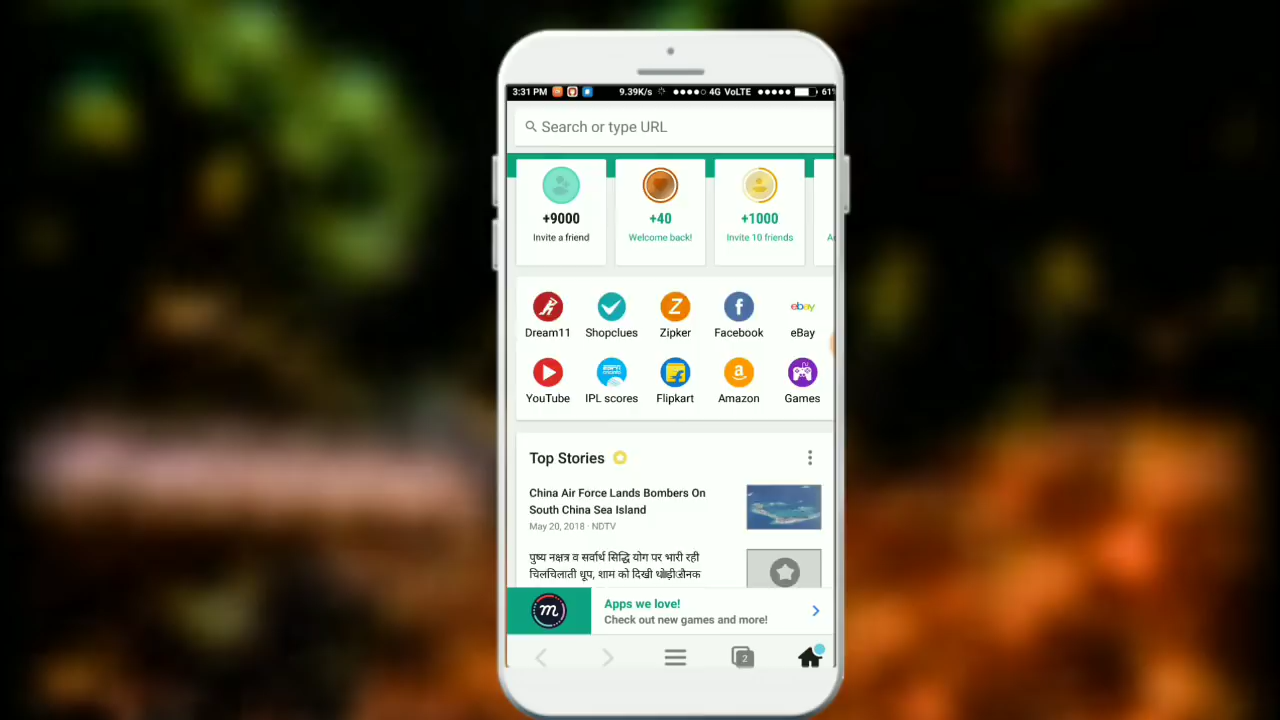 3:31 PM 9.39K/s 4G VoLTE 61%
Search or type URL
+9000 +40 +1000
Invite a friend Welcome back! Invite 10 friends
Dream11 Shopclues Zipker Facebook eBay
YouTube IPL scores Flipkart Amazon Games
Top Stories
China Air Force Lands Bombers On
South China Sea Island
May 20, 2018 · NDTV
पुष्य नक्षत्र व सर्वार्थ सिद्धि योग पर भारी रही
चिलचिलाती धूप, शाम को दिखी थोड़ी रौनक
Apps we love!
Check out new games and more!
2